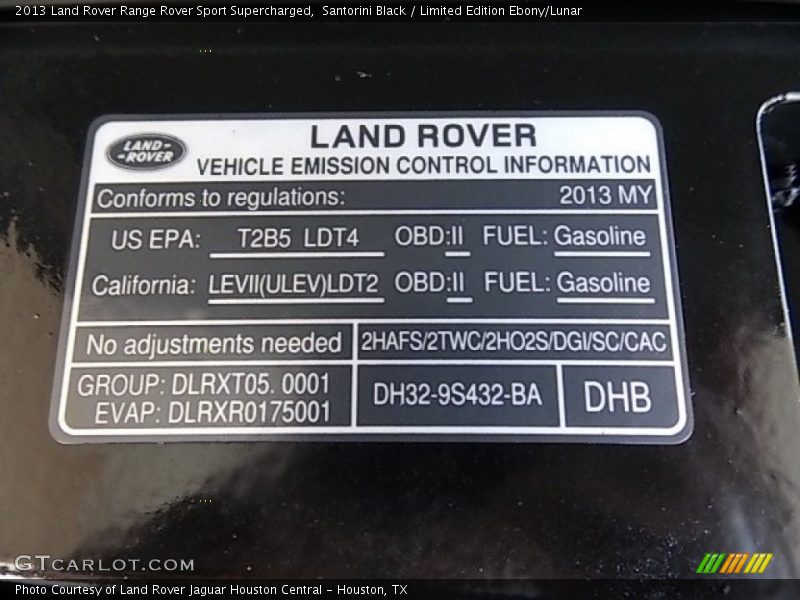 2013 Land Rover Range Rover Sport Supercharged,  Santorini Black / Limited Edition Ebony/Lunar
LAND ROVER
LAND-
-ROVER
VEHICLE EMISSION CONTROL INFORMATION
Conforms to regulations: 2013 MY
US EPA: T2B5 LDT4 OBD:II FUEL: Gasoline
California: LEVII(ULEV)LDT2 OBD:II FUEL: Gasoline
No adjustments needed 2HAFS/2TWC/2HO2S/DGI/SC/CAC
GROUP: DLRXT05. 0001
EVAP: DLRXR0175001
DH32-9S432-BA
DHB
GTCARLOT.COM
Photo Courtesy of Land Rover Jaguar Houston Central - Houston, TX